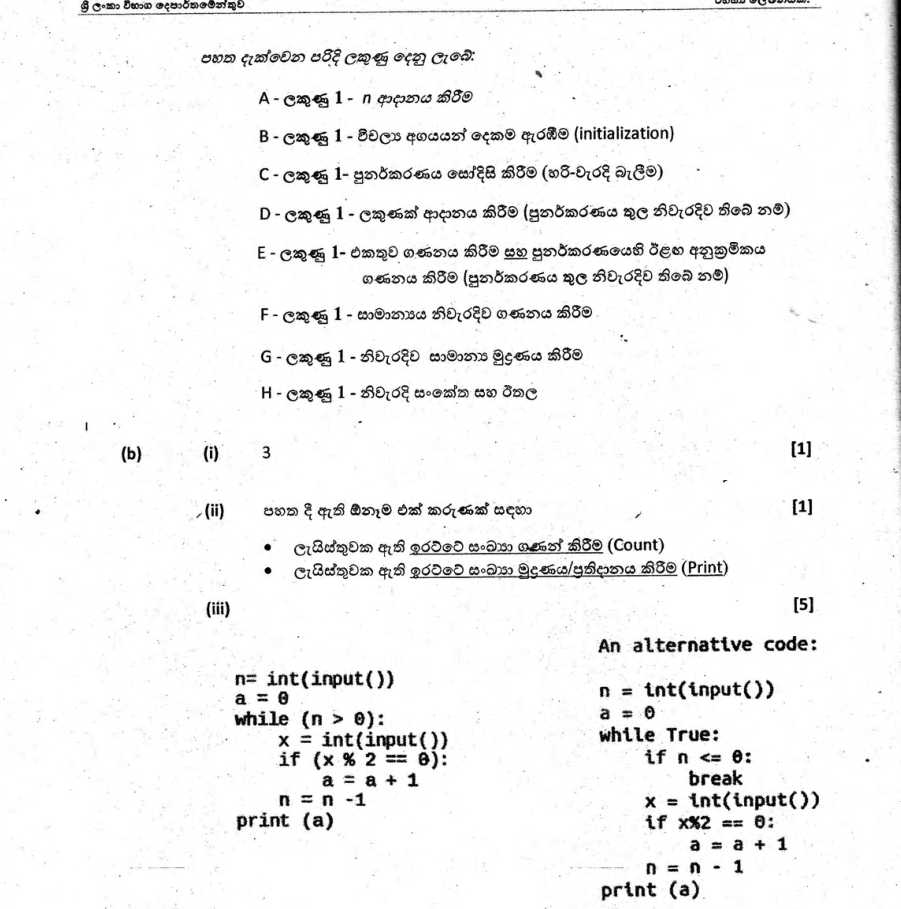 ශ්‍රී ලංකා විභාග දෙපාර්තමේන්තුව
පහත දැක්වෙන පරිදි ලකුණු දෙනු ලැබේ:
A - ලකුණු 1 - n ආදානය කිරීම
B - ලකුණු 1 - විචල්‍ය අගයයන් දෙකම ඇරඹීම (initialization)
C - ලකුණු 1- පුනර්කරණය සෝදිසි කිරීම (හරි-වැරදි බැලීම)
D - ලකුණු 1 - ලකුණක් ආදානය කිරීම (පුනර්කරණය තුල නිවැරදිව තිබේ නම්)
E - ලකුණු 1- එකතුව ගණනය කිරීම සහ පුනර්කරණයෙහි ඊළඟ අනුක්‍රමිකය
ගණනය කිරීම (පුනර්කරණය තුල නිවැරදිව තිබේ නම්)
F - ලකුණු 1 - සාමාන්‍යය නිවැරදිව ගණනය කිරීම
G - ලකුණු 1 - නිවැරදිව සාමාන්‍ය මුද්‍රණය කිරීම
H - ලකුණු 1 - නිවැරදි සංකේත සහ ඊතල
(b) (i) 3 [1]
(ii) පහත දී ඇති ඕනෑම එක් කරුණක් සඳහා [1]
• ලැයිස්තුවක ඇති ඉරට්ටේ සංඛ්‍යා ගණන් කිරීම (Count)
• ලැයිස්තුවක ඇති ඉරට්ටේ සංඛ්‍යා මුද්‍රණය/ප්‍රතිදානය කිරීම (Print)
(iii) [5]
n= int(input())
a = 0
while (n > 0):
x = int(input())
if (x % 2 == 0):
a = a + 1
n = n -1
print (a)
An alternative code:
n = int(input())
a = 0
while True:
if n <= 0:
break
x = int(input())
if x%2 == 0:
a = a + 1
n = n - 1
print (a)